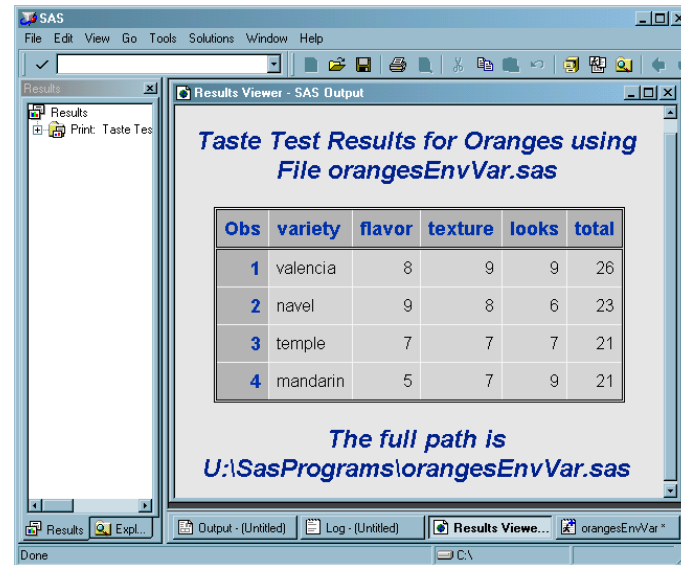 SAS
File Edit View Go Tools Solutions Window Help
Results
Results
Print: Taste Tes
Results Viewer - SAS Output
Taste Test Results for Oranges using
File orangesEnvVar.sas
Obs variety flavor texture looks total
1 valencia 8 9 9 26
2 navel 9 8 6 23
3 temple 7 7 7 21
4 mandarin 5 7 9 21
The full path is
U:\SasPrograms\orangesEnvVar.sas
Results Expl... Output - (Untitled) Log - (Untitled) Results Viewe... orangesEnvVar *
Done C:\